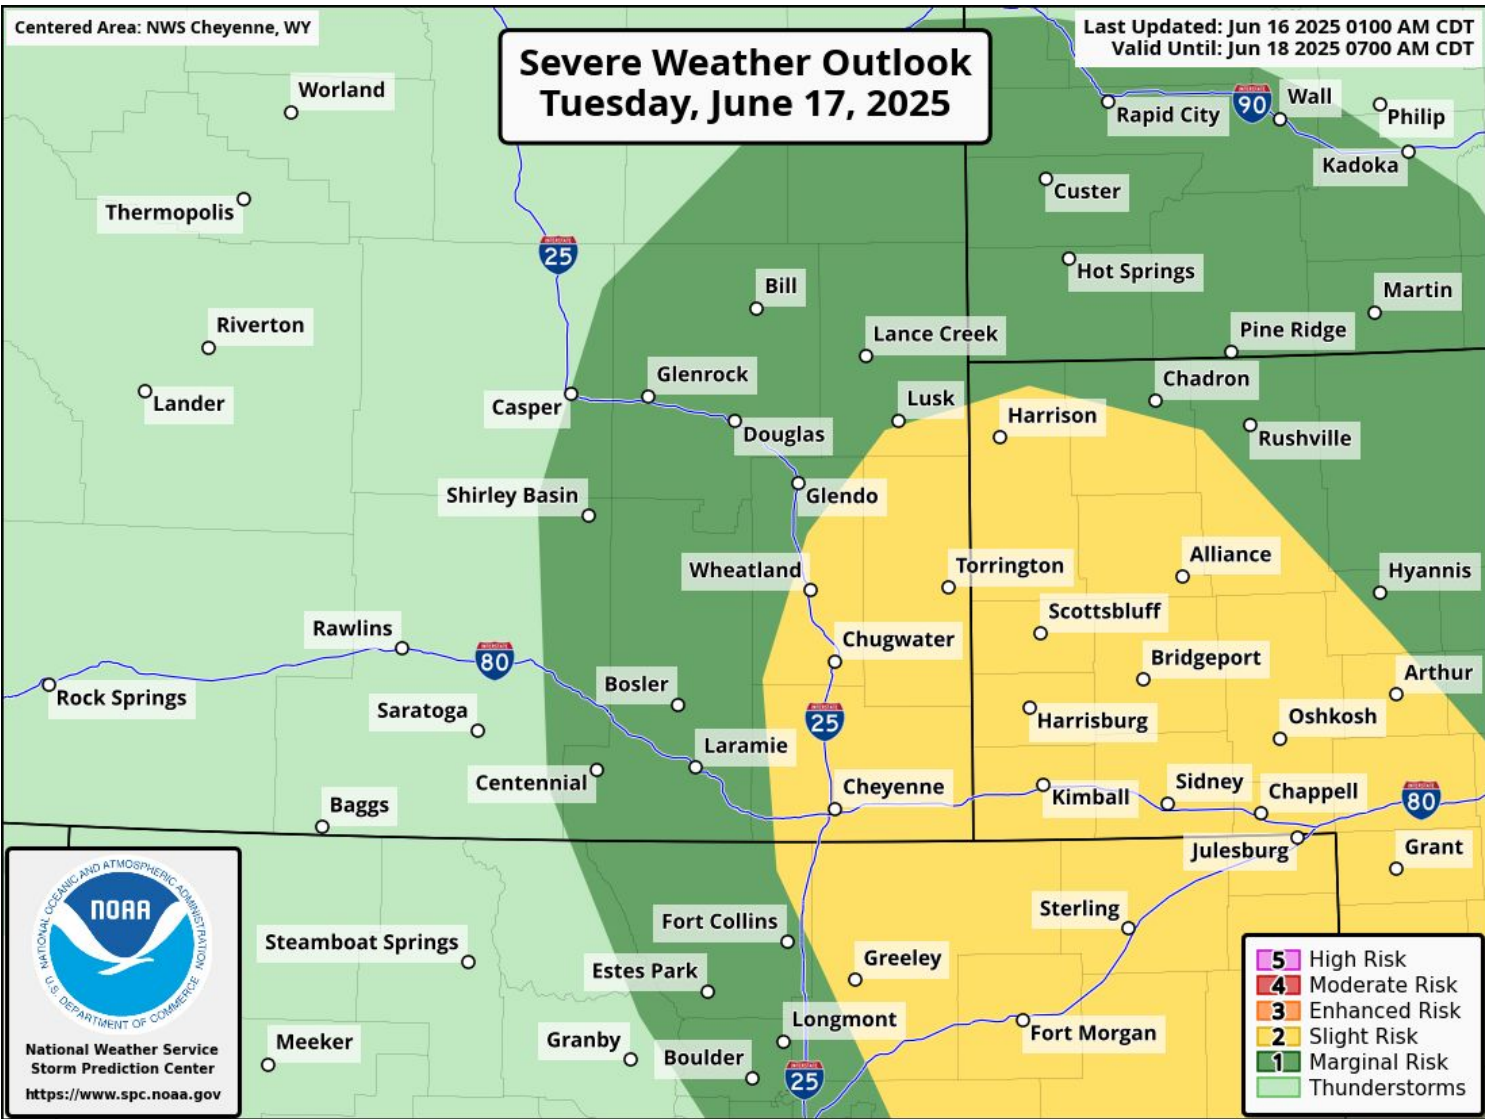 Centered Area: NWS Cheyenne, WY
Severe Weather Outlook
Tuesday, June 17, 2025
Last Updated: Jun 16 2025 0100 AM CDT
Valid Until: Jun 18 2025 0700 AM CDT
Worland
INTERSTATE
90
Wall
Rapid City
Philip
Kadoka
Custer
Thermopolis
INTERSTATE
25
Hot Springs
Bill
Martin
Riverton
Lance Creek
Pine Ridge
Glenrock
Chadron
Lander
Casper
Lusk
Harrison
Douglas
Rushville
Shirley Basin
Glendo
Wheatland
Torrington
Alliance
Hyannis
Scottsbluff
Rawlins
Chugwater
INTERSTATE
80
Bridgeport
Arthur
Bosler
Rock Springs
Saratoga
INTERSTATE
25
Harrisburg
Oshkosh
Laramie
Centennial
Cheyenne
Sidney
Chappell
Kimball
INTERSTATE
80
Baggs
Julesburg
Grant
Sterling
Fort Collins
Steamboat Springs
Greeley
Estes Park
Longmont
Fort Morgan
Granby
Meeker
Boulder
INTERSTATE
25
NATIONAL OCEANIC AND ATMOSPHERIC ADMINISTRATION
NOAA
U.S. DEPARTMENT OF COMMERCE
National Weather Service
Storm Prediction Center
https://www.spc.noaa.gov
5 High Risk
4 Moderate Risk
3 Enhanced Risk
2 Slight Risk
1 Marginal Risk
Thunderstorms